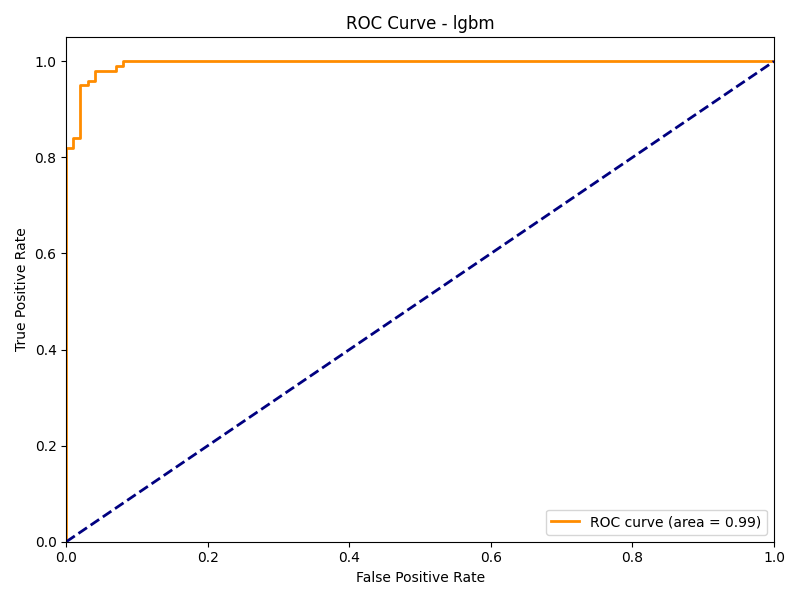 ROC Curve - lgbm
1.0
0.8
0.6
0.4
0.2
0.0
True Positive Rate
0.0 0.2 0.4 0.6 0.8 1.0
False Positive Rate
ROC curve (area = 0.99)